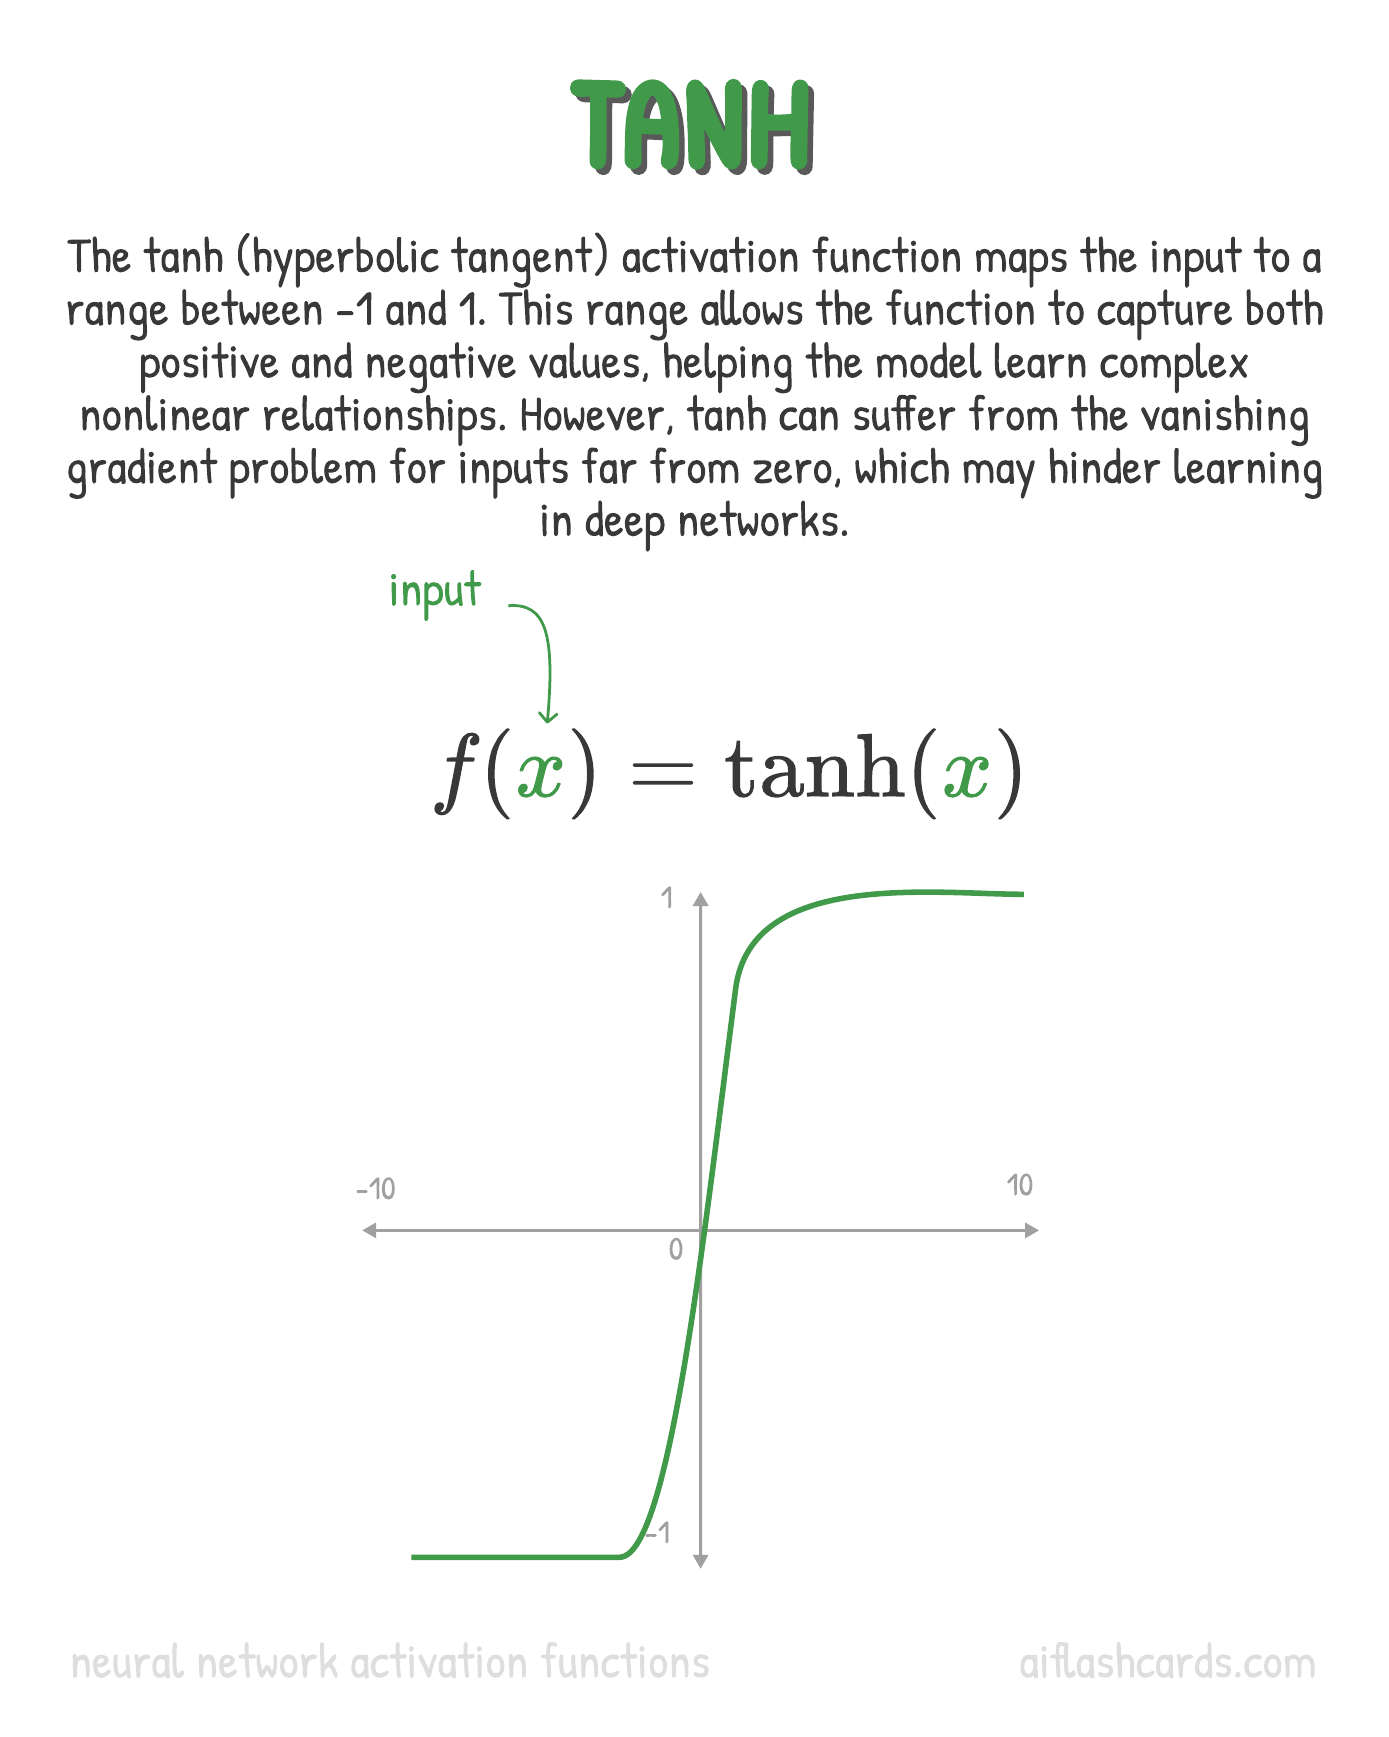 TANH
The tanh (hyperbolic tangent) activation function maps the input to a
range between -1 and 1. This range allows the function to capture both
positive and negative values, helping the model learn complex
nonlinear relationships. However, tanh can suffer from the vanishing
gradient problem for inputs far from zero, which may hinder learning
in deep networks.
input
f(x) = tanh(x)
1
-10
10
0
-1
neural network activation functions
aiflashcards.com